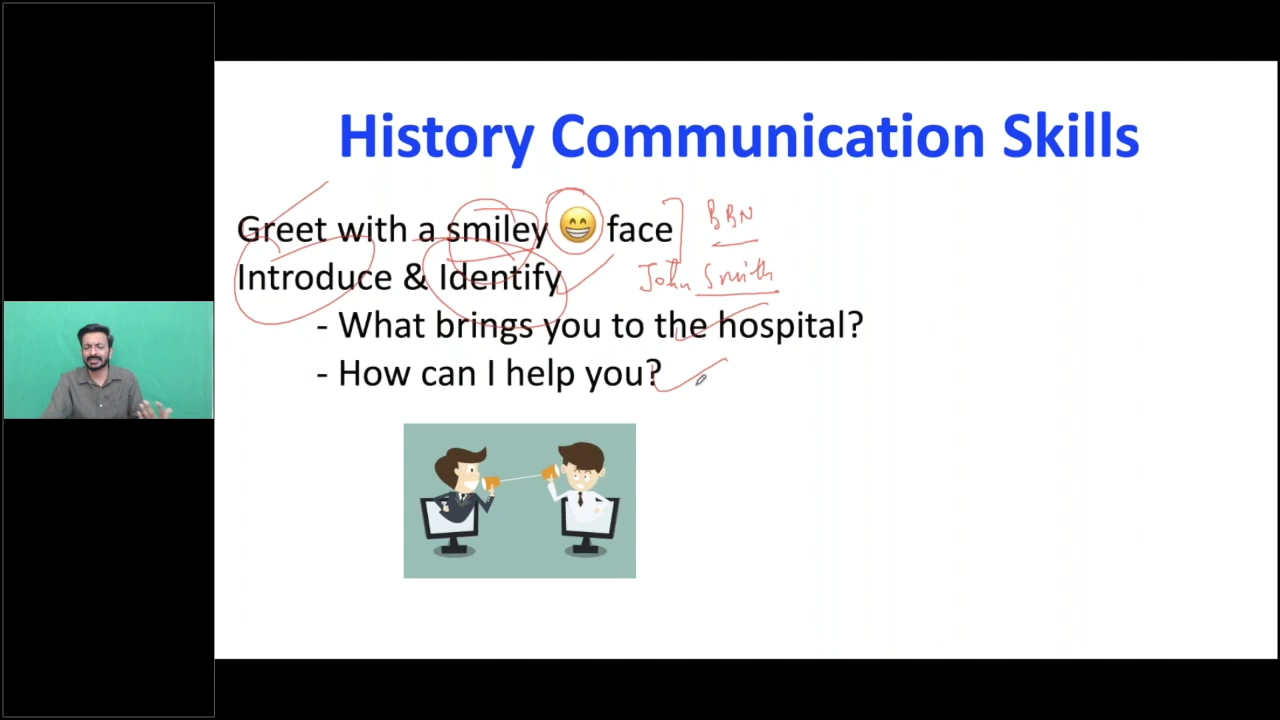 History Communication Skills
Greet with a smiley 😁 face
BBN
Introduce & Identify
John Smith
- What brings you to the hospital?
- How can I help you?